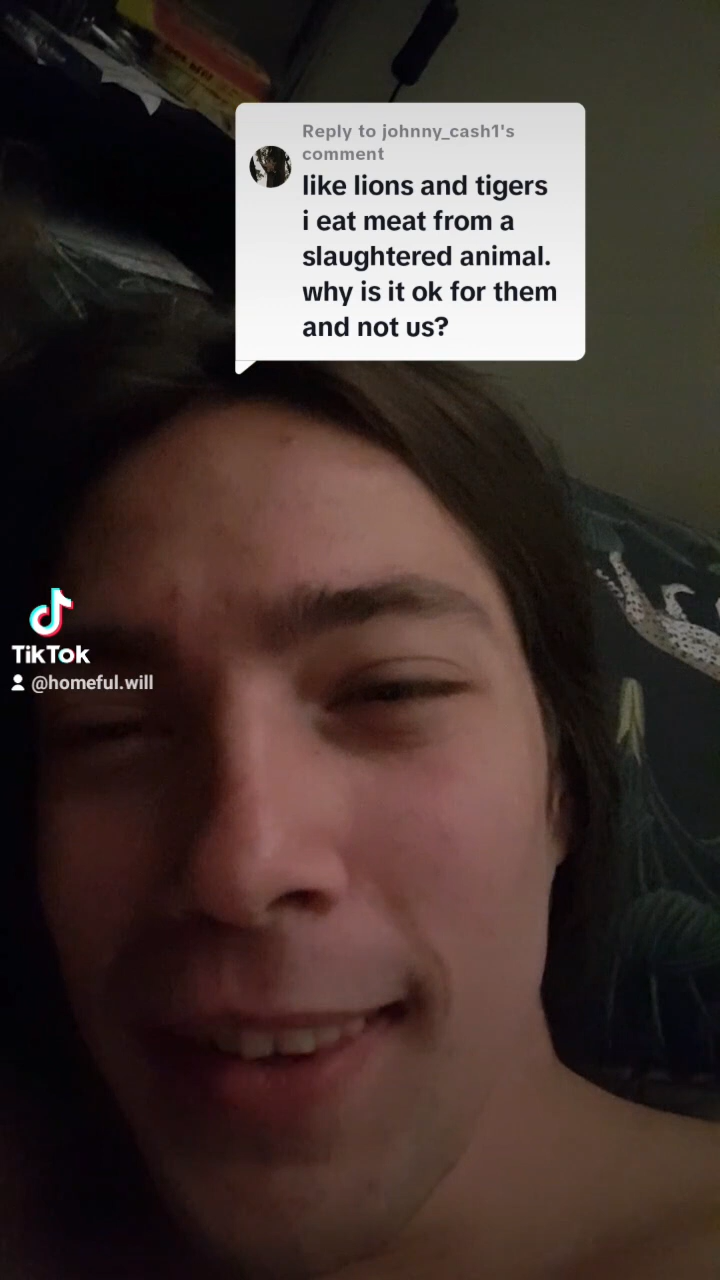 Reply to johnny_cash1's
comment
like lions and tigers
i eat meat from a
slaughtered animal.
why is it ok for them
and not us?
TikTok
@homeful.will